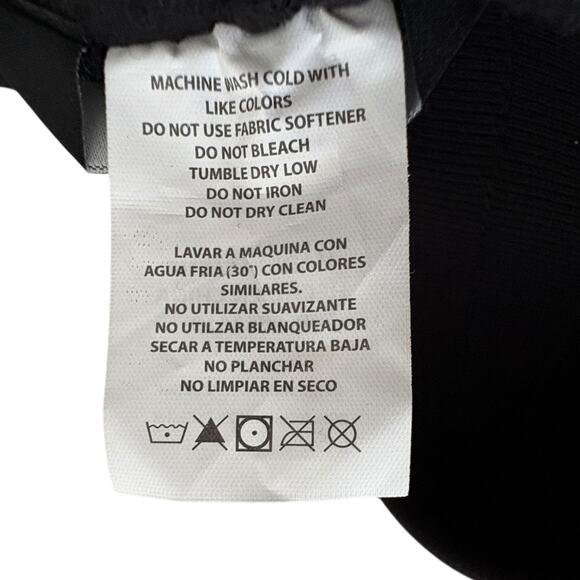 MACHINE WASH COLD WITH
LIKE COLORS
DO NOT USE FABRIC SOFTENER
DO NOT BLEACH
TUMBLE DRY LOW
DO NOT IRON
DO NOT DRY CLEAN
LAVAR A MAQUINA CON
AGUA FRIA (30°) CON COLORES
SIMILARES.
NO UTILIZAR SUAVIZANTE
NO UTILZAR BLANQUEADOR
SECAR A TEMPERATURA BAJA
NO PLANCHAR
NO LIMPIAR EN SECO